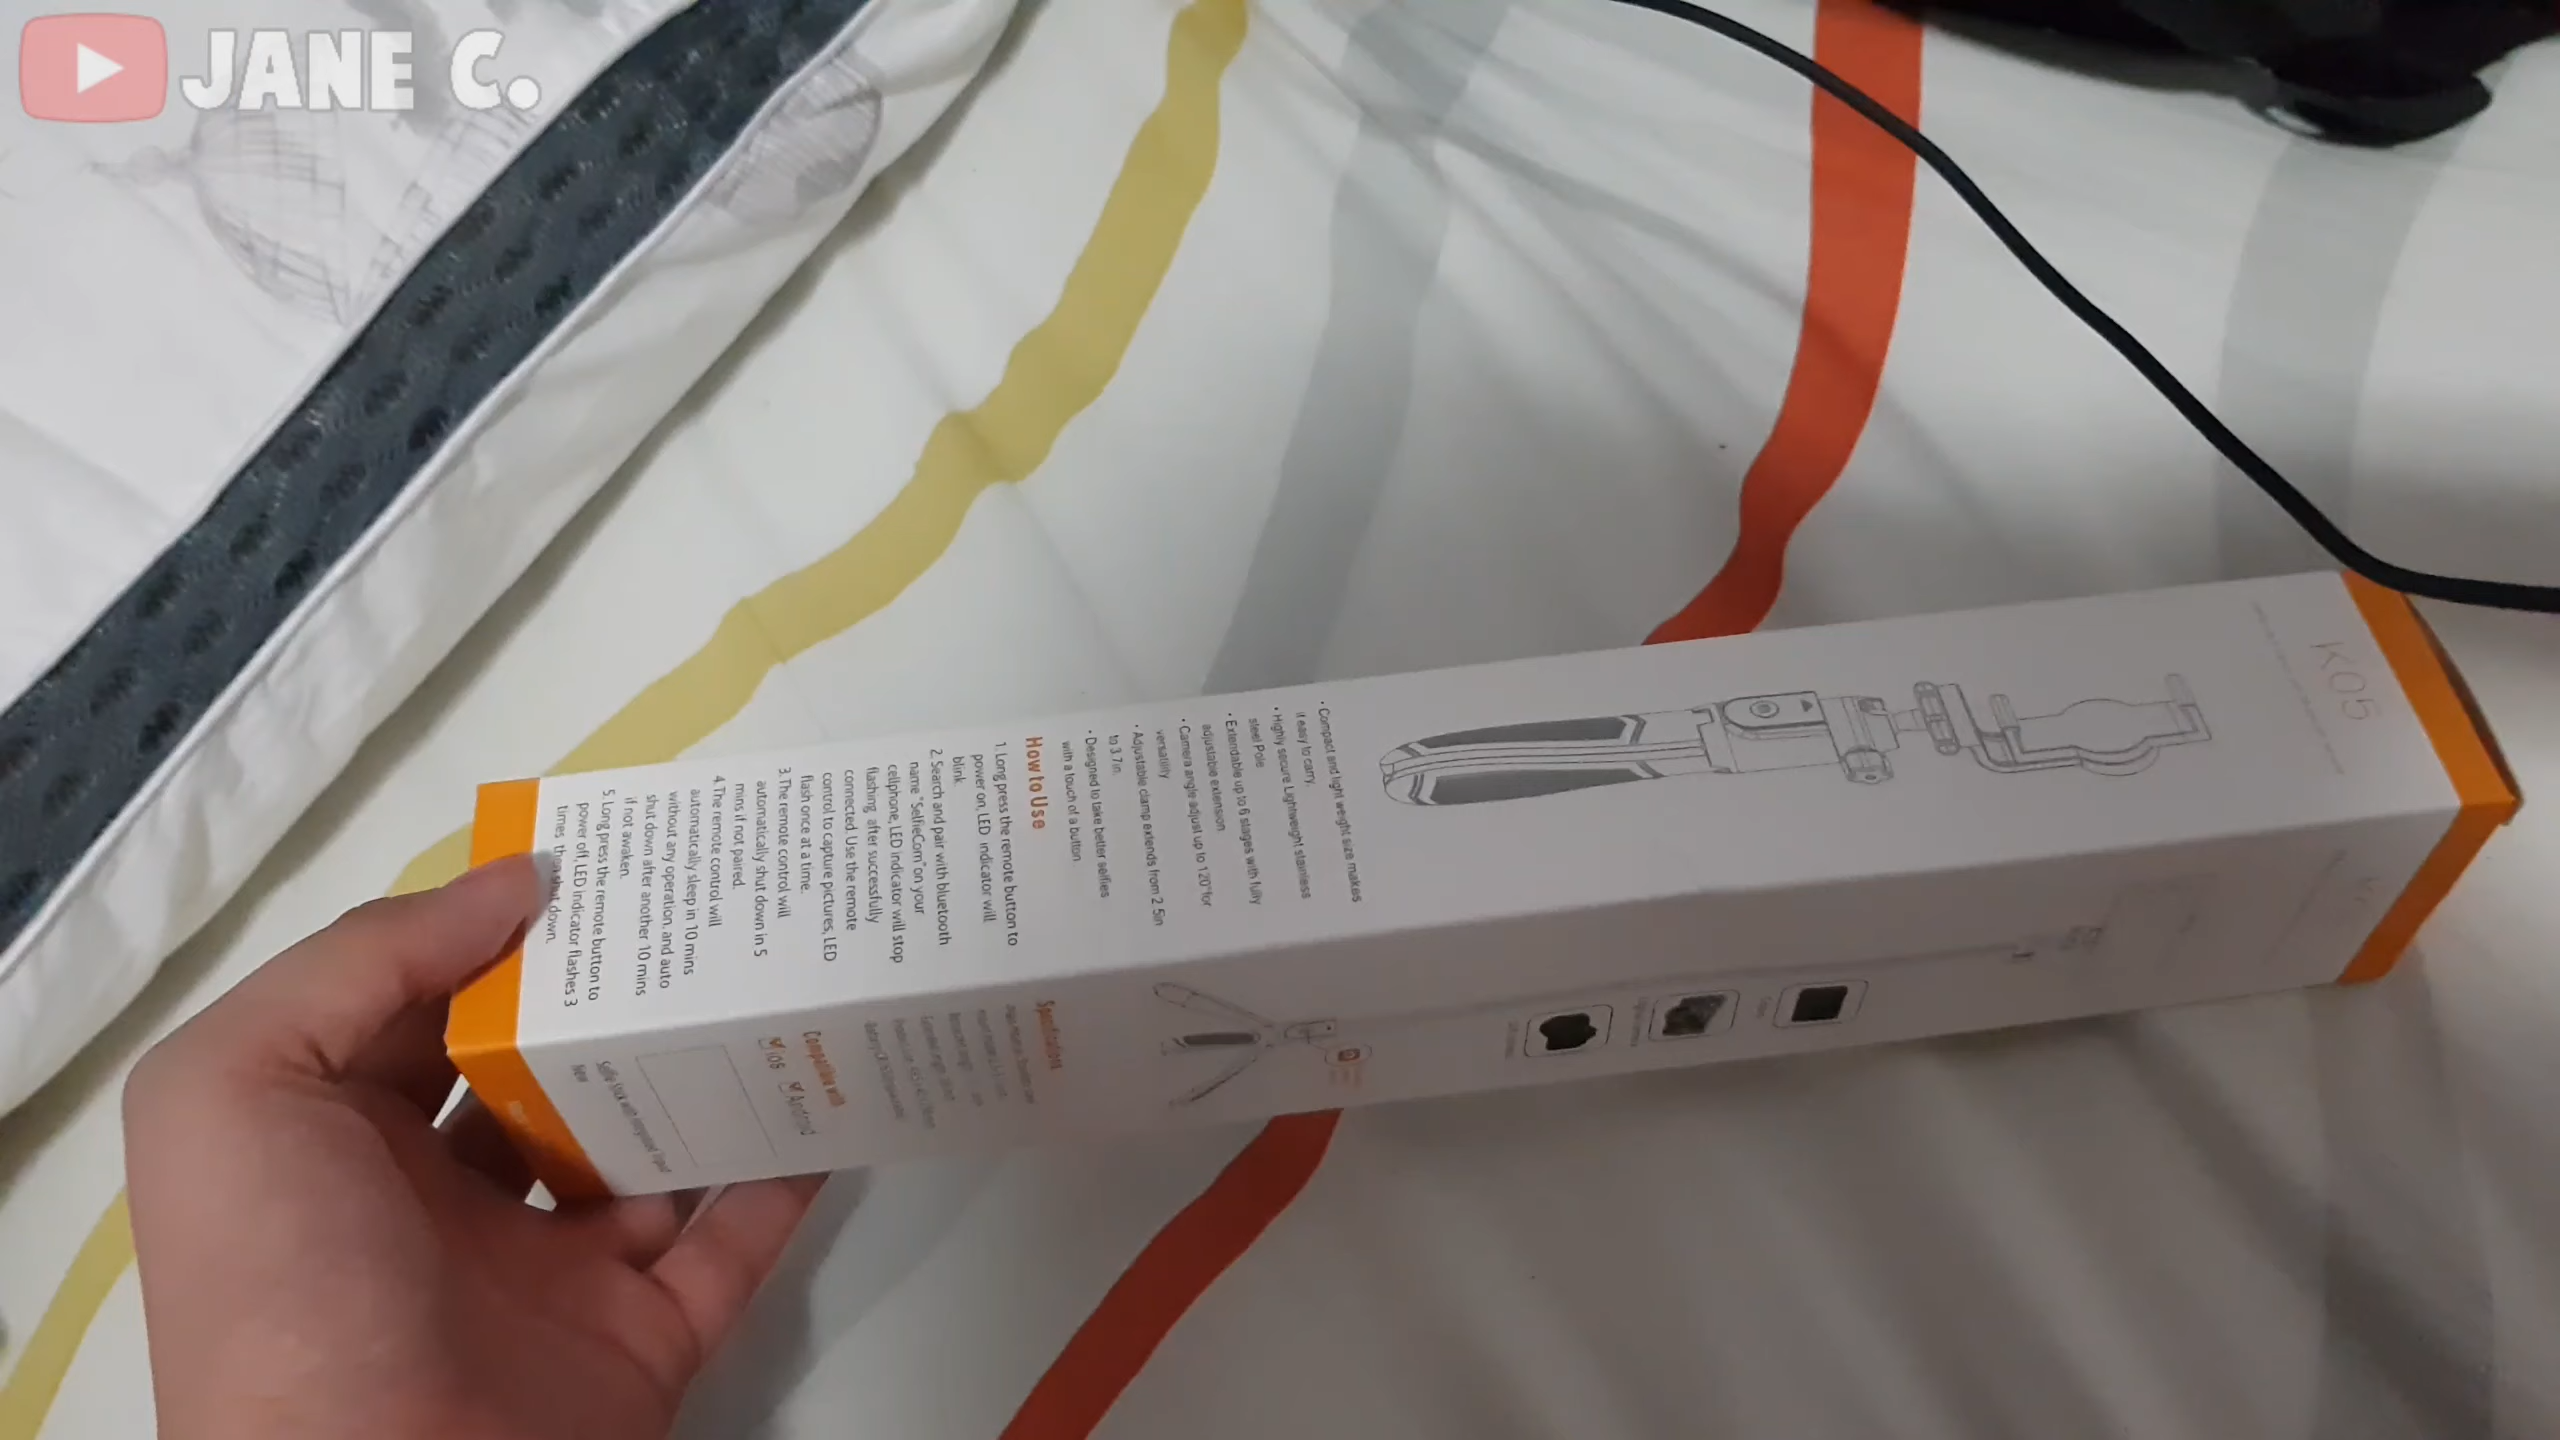 JANE C.
K05
• Compact and light weight size makes
it easy to carry.
• Highly secure Lightweight stainless
steel Pole
• Extendable up to 6 stages with fully
adjustable extension
• Camera angle adjust up to 120° for
versatility
• Adjustable clamp extends from 2.5in
to 3.7in.
• Designed to take better selfies
with a touch of a button
How to Use
1. Long press the remote button to
power on, LED indicator will
blink.
2. Search and pair with bluetooth
name "SelfieCom" on your
cellphone, LED indicator will stop
flashing after successfully
connected. Use the remote
control to capture pictures, LED
flash once at a time.
3. The remote control will
automatically shut down in 5
mins if not paired.
4. The remote control will
automatically sleep in 10 mins
without any operation, and auto
shut down after another 10 mins
if not awaken.
5. Long press the remote button to
power off, LED indicator flashes 3
times then shut down.
Specifications
Compatible with
iOS Android
Selfie stick with